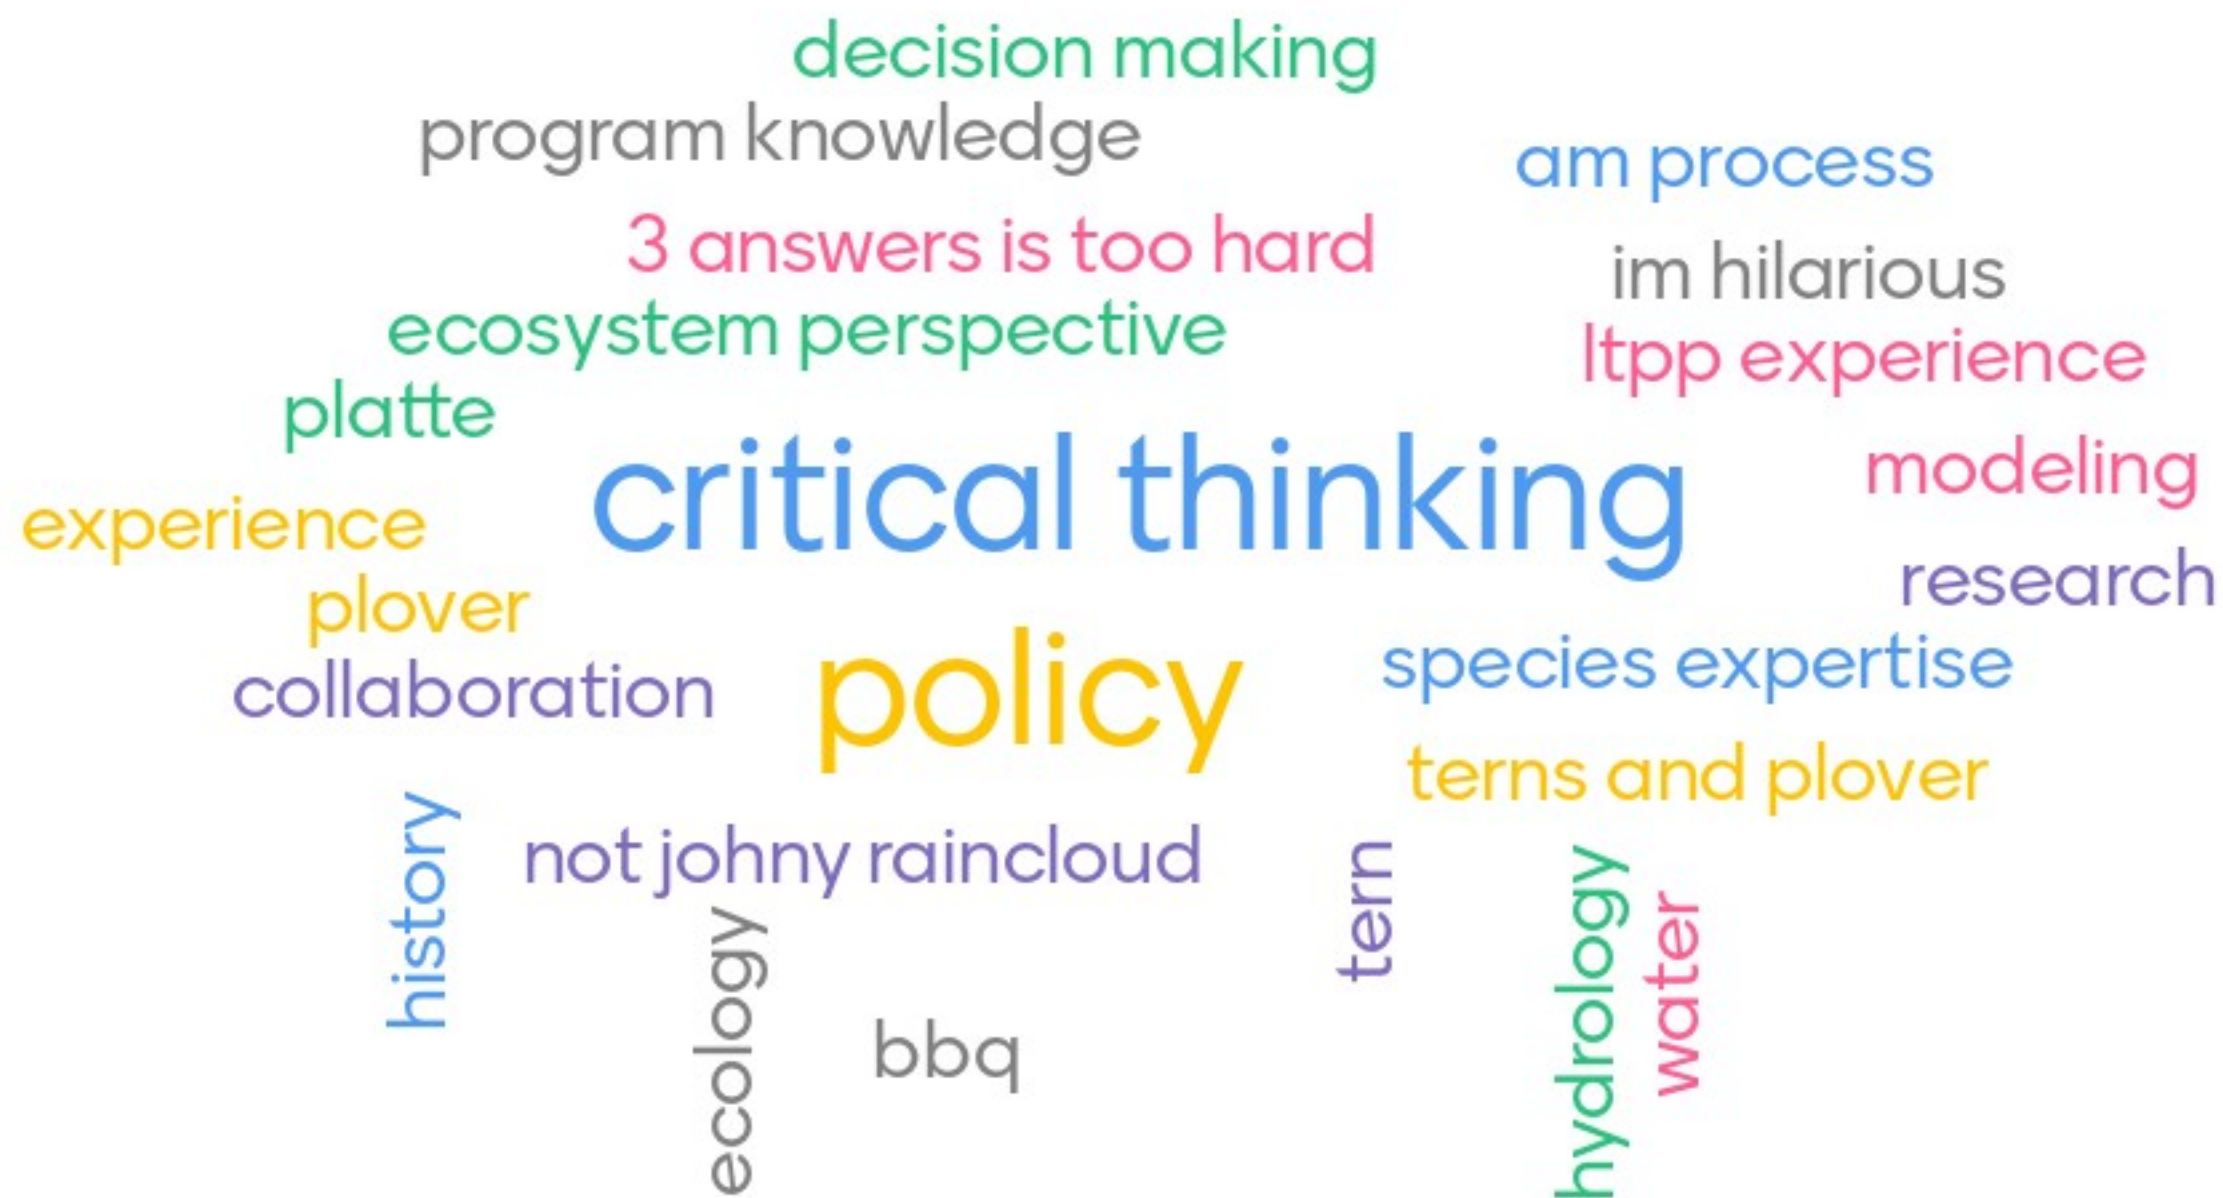 decision making
program knowledge
am process
3 answers is too hard
im hilarious
ecosystem perspective
ltpp experience
platte
critical thinking
modeling
experience
research
plover
species expertise
collaboration
policy
terns and plover
history
not johny raincloud
tern
hydrology
water
ecology
bbq